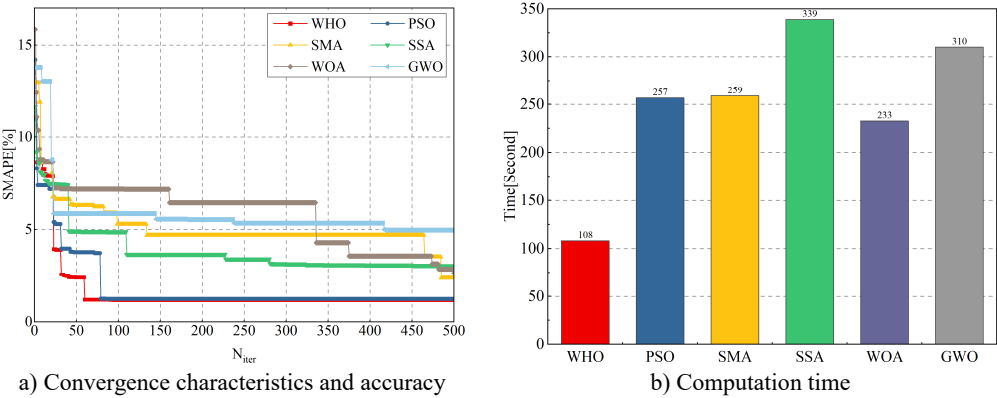 WHO PSO
SMA SSA
WOA GWO
SMAPE[%]
15
10
5
0
0 50 100 150 200 250 300 350 400 450 500
N_iter
a) Convergence characteristics and accuracy
Time[Second]
350
300
250
200
150
100
50
0
108
257
259
339
233
310
WHO PSO SMA SSA WOA GWO
b) Computation time